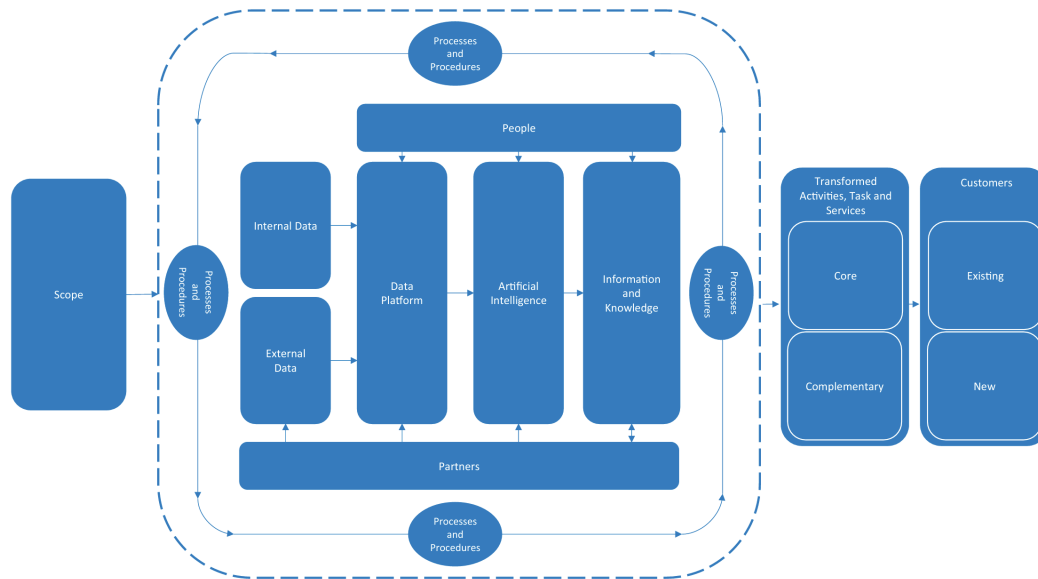 Processes
and
Procedures
People
Scope
Processes
and
Procedures
Internal Data
External
Data
Data
Platform
Artificial
Intelligence
Information
and
Knowledge
Processes
and
Procedures
Partners
Processes
and
Procedures
Transformed
Activities, Task and
Services
Core
Complementary
Customers
Existing
New